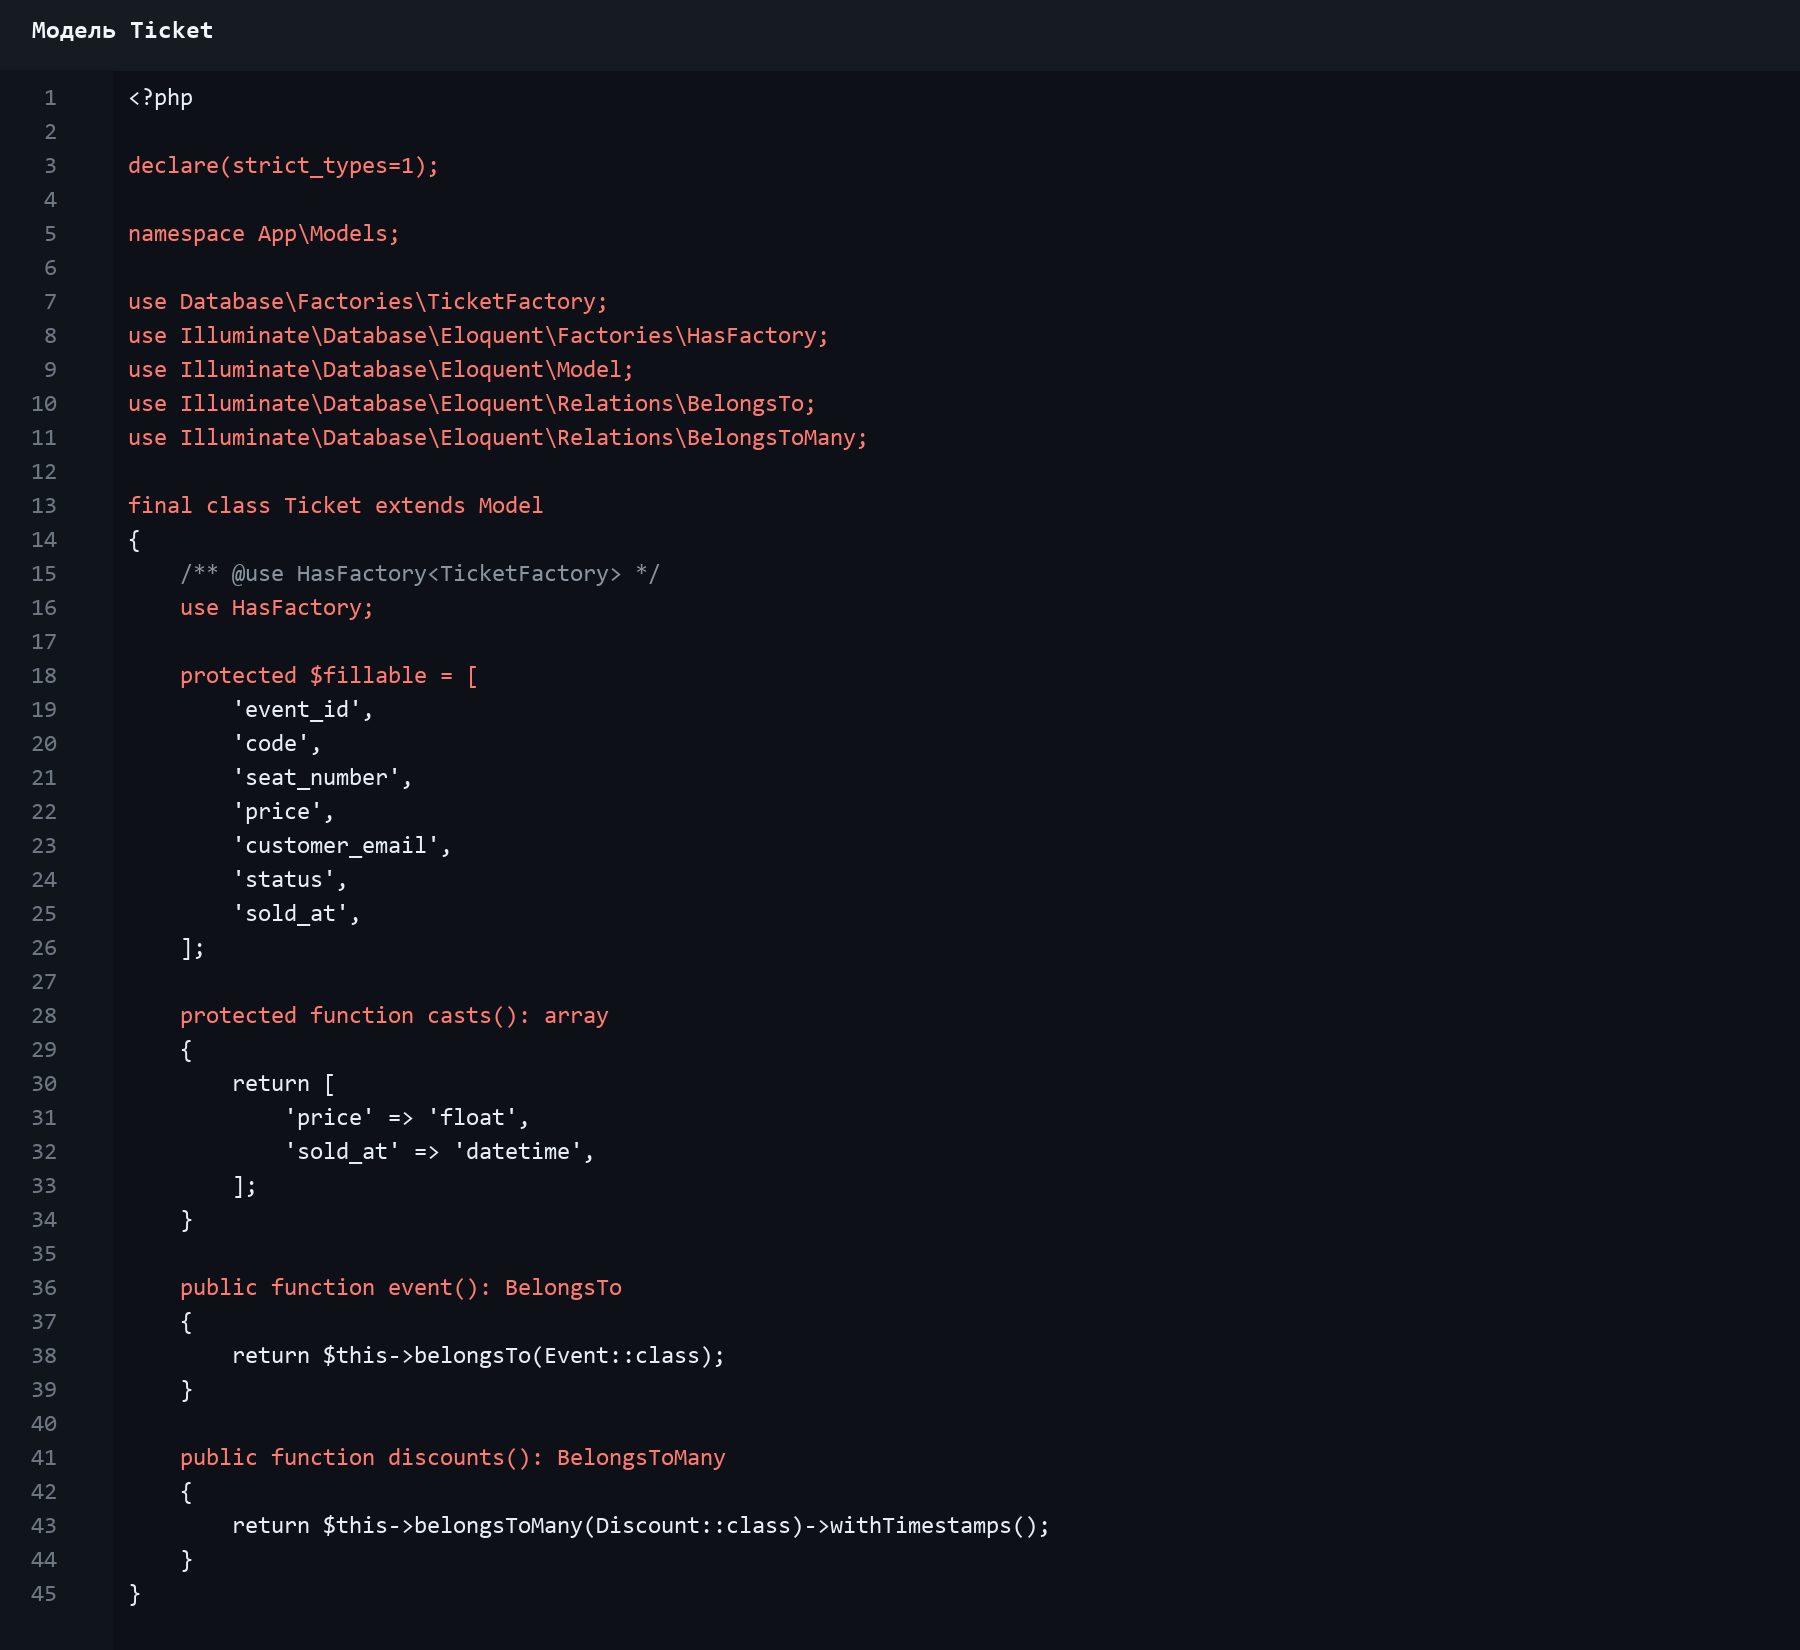 Модель Ticket
1 <?php
2
3 declare(strict_types=1);
4
5 namespace App\Models;
6
7 use Database\Factories\TicketFactory;
8 use Illuminate\Database\Eloquent\Factories\HasFactory;
9 use Illuminate\Database\Eloquent\Model;
10 use Illuminate\Database\Eloquent\Relations\BelongsTo;
11 use Illuminate\Database\Eloquent\Relations\BelongsToMany;
12
13 final class Ticket extends Model
14 {
15     /** @use HasFactory<TicketFactory> */
16     use HasFactory;
17
18     protected $fillable = [
19         'event_id',
20         'code',
21         'seat_number',
22         'price',
23         'customer_email',
24         'status',
25         'sold_at',
26     ];
27
28     protected function casts(): array
29     {
30         return [
31             'price' => 'float',
32             'sold_at' => 'datetime',
33         ];
34     }
35
36     public function event(): BelongsTo
37     {
38         return $this->belongsTo(Event::class);
39     }
40
41     public function discounts(): BelongsToMany
42     {
43         return $this->belongsToMany(Discount::class)->withTimestamps();
44     }
45 }